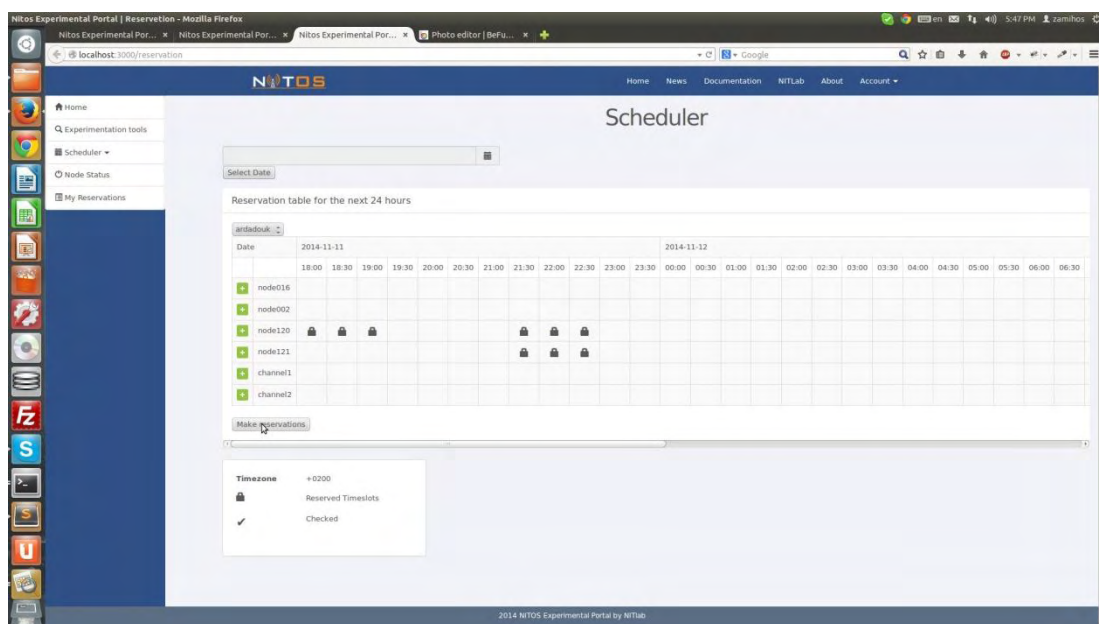 Nitos Experimental Portal | Reservetion - Mozilla Firefox
en 5:47 PM zamihos
Nitos Experimental Por... × Nitos Experimental Por... × Nitos Experimental Por... × Photo editor | BeFu... ×
localhost:3000/reservation Google
NITOS Home News Documentation NITLab About Account
Home
Experimentation tools
Scheduler
Node Status
My Reservations
Scheduler
Select Date
Reservation table for the next 24 hours
ardadouk
Date 2014-11-11 2014-11-12
18:00 18:30 19:00 19:30 20:00 20:30 21:00 21:30 22:00 22:30 23:00 23:30 00:00 00:30 01:00 01:30 02:00 02:30 03:00 03:30 04:00 04:30 05:00 05:30 06:00 06:30
node016
node002
node120
node121
channel1
channel2
Make reservations
Timezone +0200
Reserved Timeslots
Checked
2014 NITOS Experimental Portal by NITlab